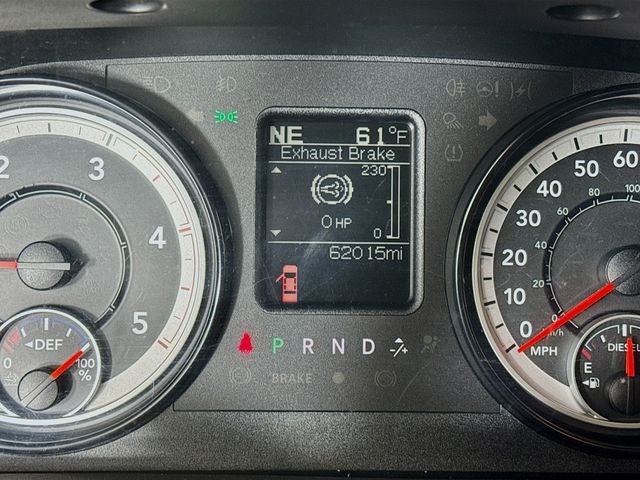 NE 61°F
Exhaust Brake
230
0 HP
0
62015mi
P R N D
BRAKE
2 3 4 5
◄DEF
0 100 %
0 10 20 30 40 50 60
MPH
20 40 60 80 100
km/h
DIESEL
E